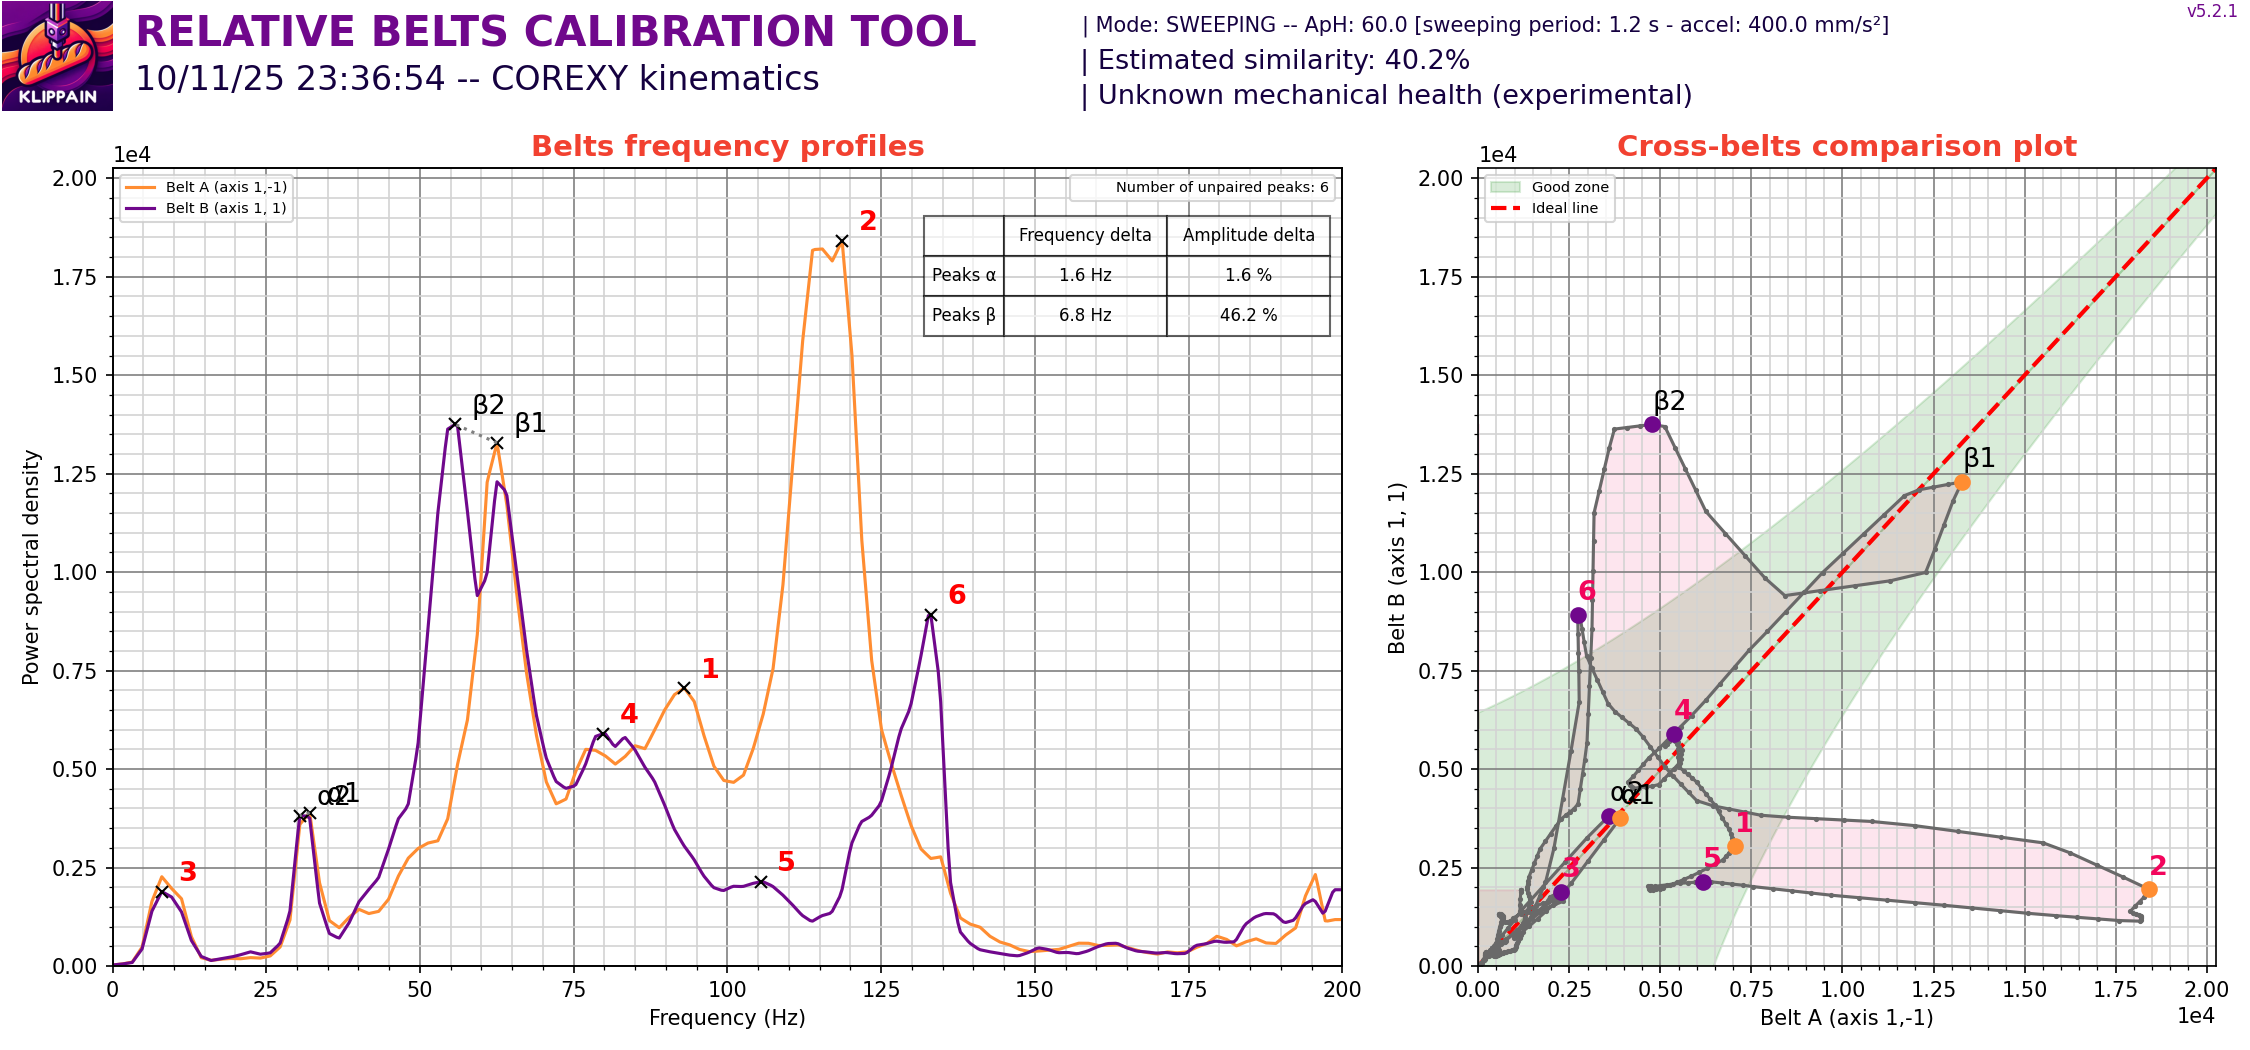 KLIPPAIN
RELATIVE BELTS CALIBRATION TOOL
10/11/25 23:36:54 -- COREXY kinematics
| Mode: SWEEPING -- ApH: 60.0 [sweeping period: 1.2 s - accel: 400.0 mm/s²]
| Estimated similarity: 40.2%
| Unknown mechanical health (experimental)
v5.2.1
Belts frequency profiles
1e4
Belt A (axis 1,-1)
Belt B (axis 1, 1)
Number of unpaired peaks: 6
Frequency delta Amplitude delta
Peaks α 1.6 Hz 1.6 %
Peaks β 6.8 Hz 46.2 %
2
β2
β1
1
4
6
α2
α1
3
5
2.00
1.75
1.50
1.25
1.00
0.75
0.50
0.25
0.00
Power spectral density
0 25 50 75 100 125 150 175 200
Frequency (Hz)
Cross-belts comparison plot
1e4
Good zone
Ideal line
β2
β1
6
4
α2
α1
1
5
3
2
2.00
1.75
1.50
1.25
1.00
0.75
0.50
0.25
0.00
Belt B (axis 1, 1)
0.00 0.25 0.50 0.75 1.00 1.25 1.50 1.75 2.00
Belt A (axis 1,-1)
1e4